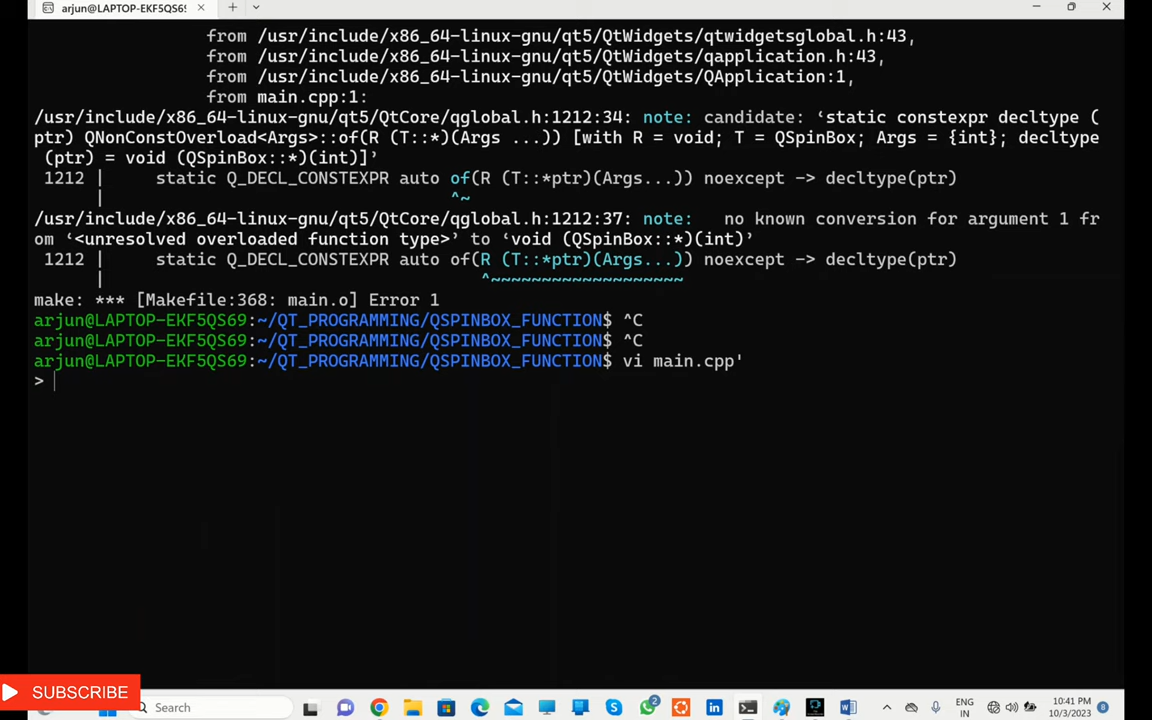 arjun@LAPTOP-EKF5QS69:
from /usr/include/x86_64-linux-gnu/qt5/QtWidgets/qtwidgetsglobal.h:43,
from /usr/include/x86_64-linux-gnu/qt5/QtWidgets/qapplication.h:43,
from /usr/include/x86_64-linux-gnu/qt5/QtWidgets/QApplication:1,
from main.cpp:1:
/usr/include/x86_64-linux-gnu/qt5/QtCore/qglobal.h:1212:34: note: candidate: ‘static constexpr decltype (
ptr) QNonConstOverload<Args>::of(R (T::*)(Args ...)) [with R = void; T = QSpinBox; Args = {int}; decltype
(ptr) = void (QSpinBox::*)(int)]’
1212 |     static Q_DECL_CONSTEXPR auto of(R (T::*ptr)(Args...)) noexcept -> decltype(ptr)
|                                  ^~
/usr/include/x86_64-linux-gnu/qt5/QtCore/qglobal.h:1212:37: note:   no known conversion for argument 1 fr
om ‘<unresolved overloaded function type>’ to ‘void (QSpinBox::*)(int)’
1212 |     static Q_DECL_CONSTEXPR auto of(R (T::*ptr)(Args...)) noexcept -> decltype(ptr)
|                                     ^~~~~~~~~~~~~~~~~~~
make: *** [Makefile:368: main.o] Error 1
arjun@LAPTOP-EKF5QS69:~/QT_PROGRAMMING/QSPINBOX_FUNCTION$ ^C
arjun@LAPTOP-EKF5QS69:~/QT_PROGRAMMING/QSPINBOX_FUNCTION$ ^C
arjun@LAPTOP-EKF5QS69:~/QT_PROGRAMMING/QSPINBOX_FUNCTION$ vi main.cpp'
>
SUBSCRIBE
Search
2
ENG
IN
10:41 PM
10/3/2023
8